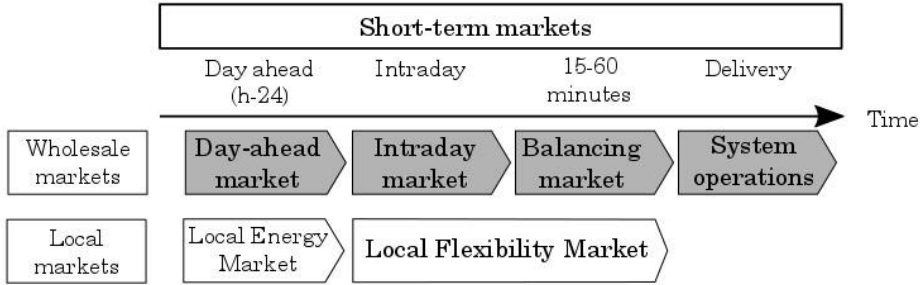 Short-term markets
Day ahead
(h-24)
Intraday
15-60
minutes
Delivery
Time
Wholesale
markets
Day-ahead
market
Intraday
market
Balancing
market
System
operations
Local
markets
Local Energy
Market
Local Flexibility Market